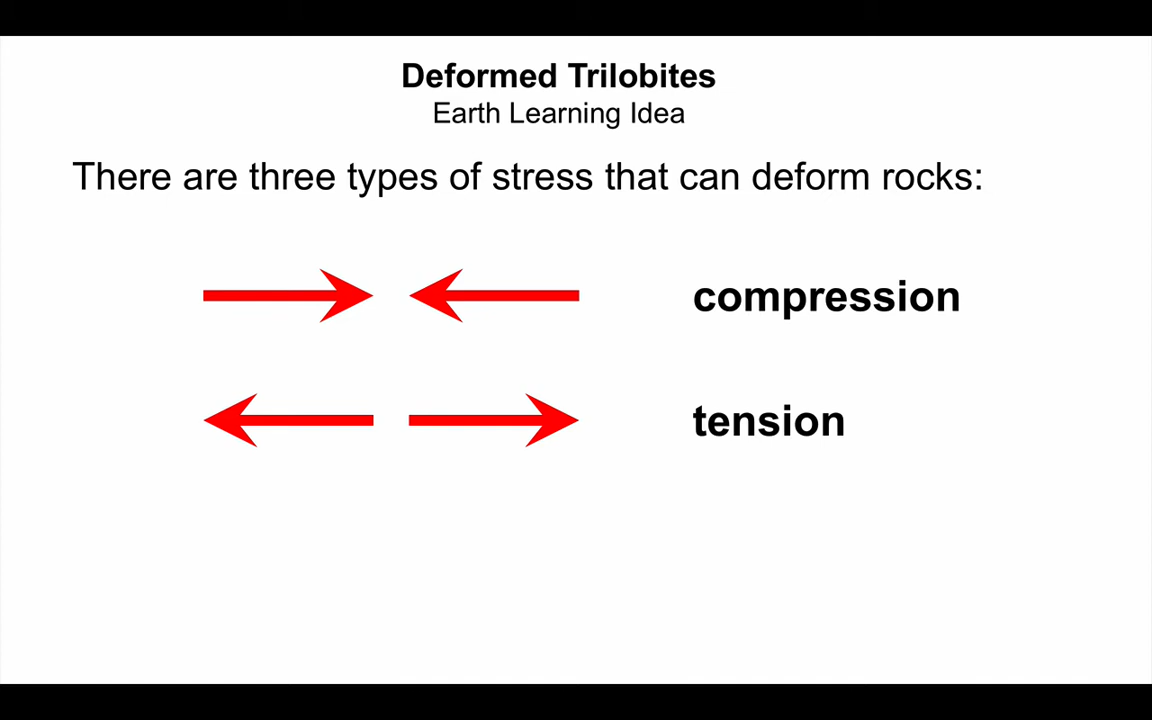 Deformed Trilobites
Earth Learning Idea
There are three types of stress that can deform rocks:
compression
tension